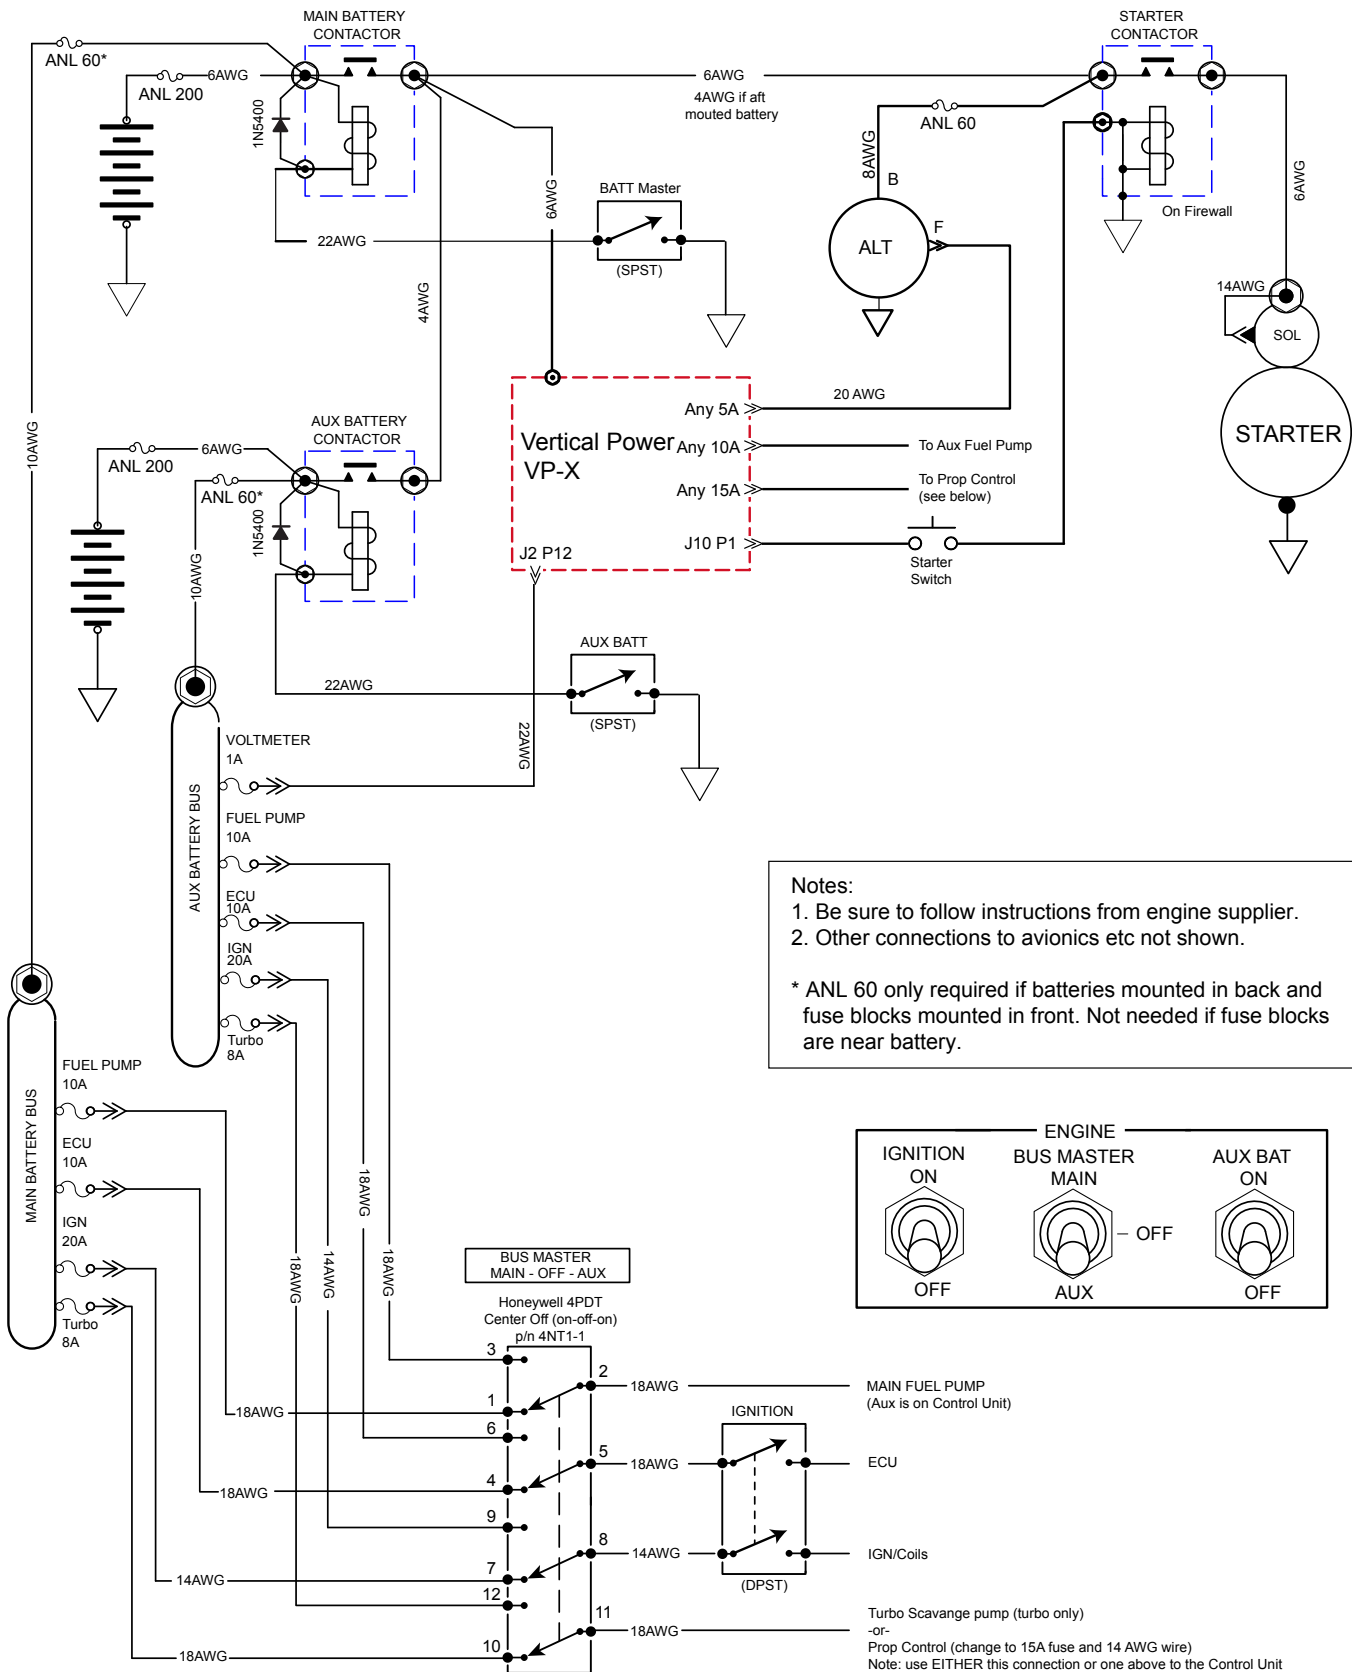 MAIN BATTERY
CONTACTOR
STARTER
CONTACTOR
ANL 60*
6AWG
ANL 200
1N5400
6AWG
4AWG if aft
mouted battery
ANL 60
8AWG
B
F
ALT
On Firewall
6AWG
6AWG
BATT Master
(SPST)
22AWG
4AWG
14AWG
SOL
STARTER
10AWG
AUX BATTERY
CONTACTOR
6AWG
ANL 200
ANL 60*
1N5400
10AWG
Vertical Power
VP-X
Any 5A
Any 10A
Any 15A
J10 P1
J2 P12
20 AWG
To Aux Fuel Pump
To Prop Control
(see below)
Starter
Switch
AUX BATT
(SPST)
22AWG
22AWG
AUX BATTERY BUS
VOLTMETER
1A
FUEL PUMP
10A
ECU
10A
IGN
20A
Turbo
8A
Notes:
1. Be sure to follow instructions from engine supplier.
2. Other connections to avionics etc not shown.
* ANL 60 only required if batteries mounted in back and
fuse blocks mounted in front. Not needed if fuse blocks
are near battery.
MAIN BATTERY BUS
FUEL PUMP
10A
ECU
10A
IGN
20A
Turbo
8A
18AWG
14AWG
18AWG
18AWG
ENGINE
IGNITION
ON
OFF
BUS MASTER
MAIN
OFF
AUX
AUX BAT
ON
OFF
BUS MASTER
MAIN - OFF - AUX
Honeywell 4PDT
Center Off (on-off-on)
p/n 4NT1-1
3
2
1
6
5
4
9
8
7
12
11
10
18AWG
18AWG
14AWG
18AWG
18AWG
18AWG
14AWG
18AWG
MAIN FUEL PUMP
(Aux is on Control Unit)
IGNITION
(DPST)
ECU
IGN/Coils
Turbo Scavange pump (turbo only)
-or-
Prop Control (change to 15A fuse and 14 AWG wire)
Note: use EITHER this connection or one above to the Control Unit